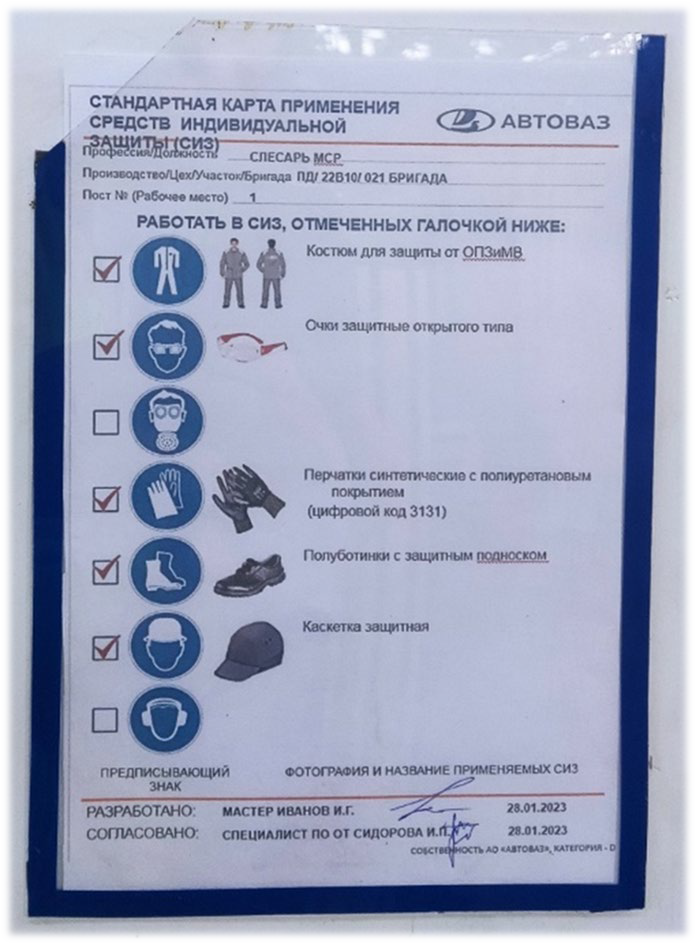 СТАНДАРТНАЯ КАРТА ПРИМЕНЕНИЯ
СРЕДСТВ ИНДИВИДУАЛЬНОЙ
ЗАЩИТЫ (СИЗ)
АВТОВАЗ
Профессия/Должность СЛЕСАРЬ МСР
Производство/Цех/Участок/Бригада ПД/ 22В10/ 021 БРИГАДА
Пост № (Рабочее место) 1
РАБОТАТЬ В СИЗ, ОТМЕЧЕННЫХ ГАЛОЧКОЙ НИЖЕ:
Костюм для защиты от ОПЗиМВ
Очки защитные открытого типа
Перчатки синтетические с полиуретановым
покрытием
(цифровой код 3131)
Полуботинки с защитным подноском
Каскетка защитная
ПРЕДПИСЫВАЮЩИЙ
ЗНАК
ФОТОГРАФИЯ И НАЗВАНИЕ ПРИМЕНЯЕМЫХ СИЗ
РАЗРАБОТАНО: МАСТЕР ИВАНОВ И.Г. 28.01.2023
СОГЛАСОВАНО: СПЕЦИАЛИСТ ПО ОТ СИДОРОВА И.П. 28.01.2023
СОБСТВЕННОСТЬ АО «АВТОВАЗ», КАТЕГОРИЯ - D